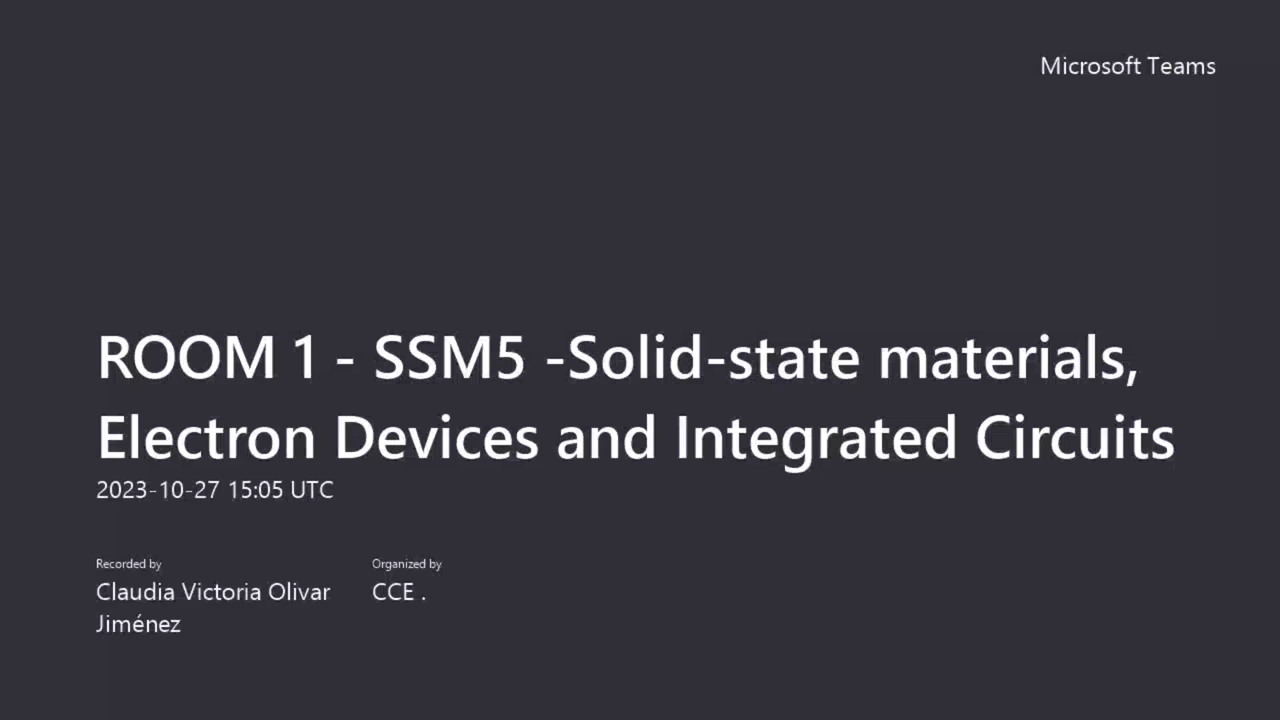 Microsoft Teams
ROOM 1 - SSM5 -Solid-state materials,
Electron Devices and Integrated Circuits
2023-10-27 15:05 UTC
Recorded by
Claudia Victoria Olivar
Jiménez
Organized by
CCE .